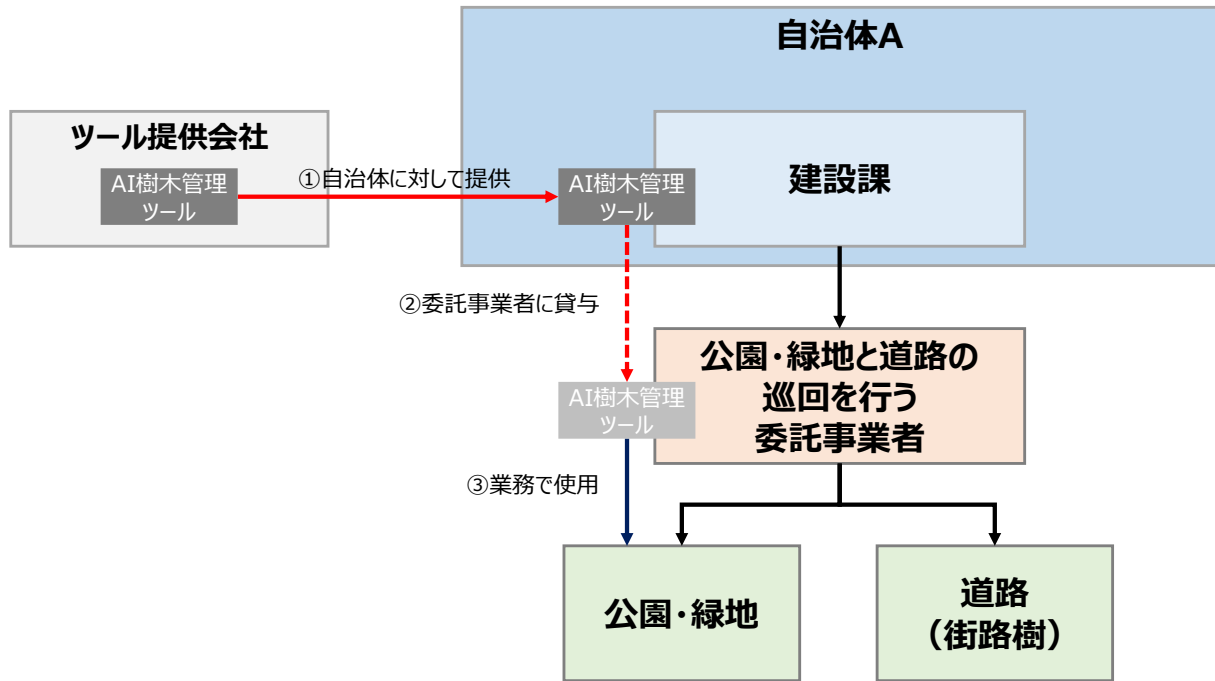 自治体A
ツール提供会社
AI樹木管理
ツール
①自治体に対して提供
AI樹木管理
ツール
建設課
②委託事業者に貸与
公園・緑地と道路の
巡回を行う
委託事業者
AI樹木管理
ツール
③業務で使用
公園・緑地
道路
（街路樹）